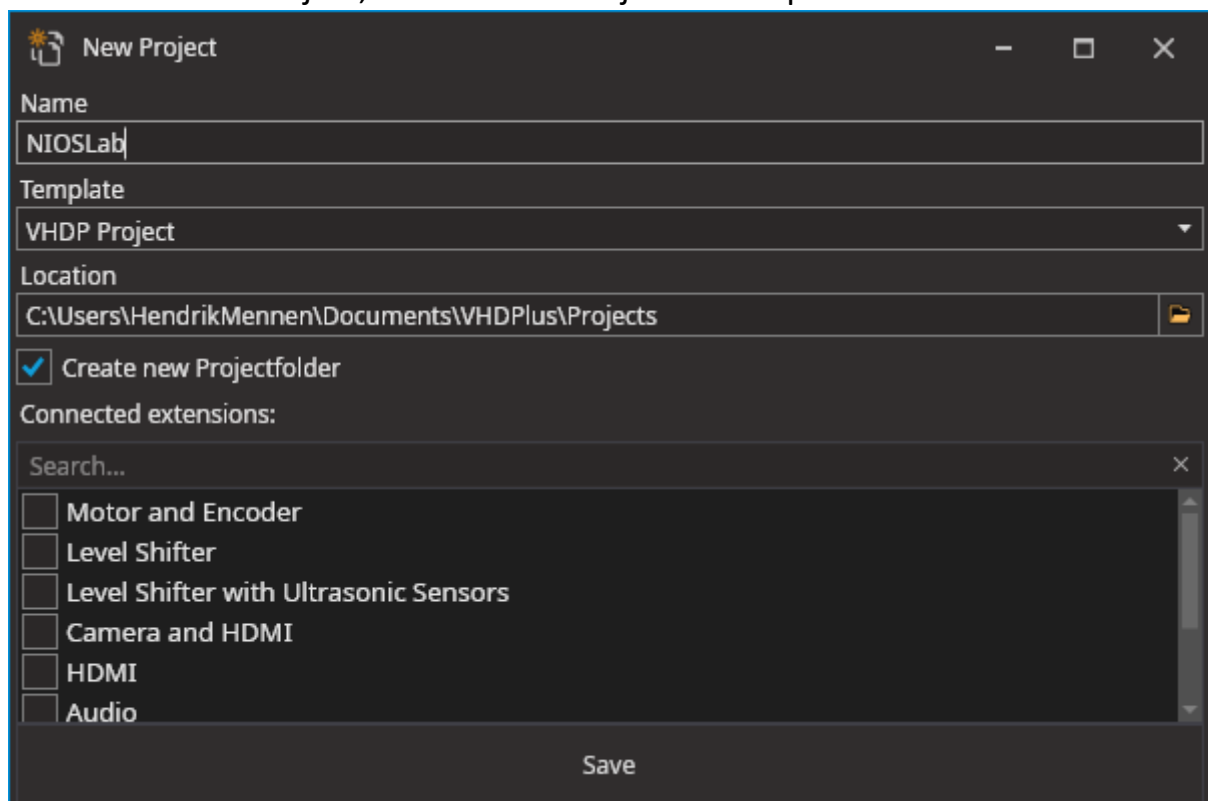 New Project
Name
NIOSLab
Template
VHDP Project
Location
C:\Users\HendrikMennen\Documents\VHDPlus\Projects
Create new Projectfolder
Connected extensions:
Search...
Motor and Encoder
Level Shifter
Level Shifter with Ultrasonic Sensors
Camera and HDMI
HDMI
Audio
Save